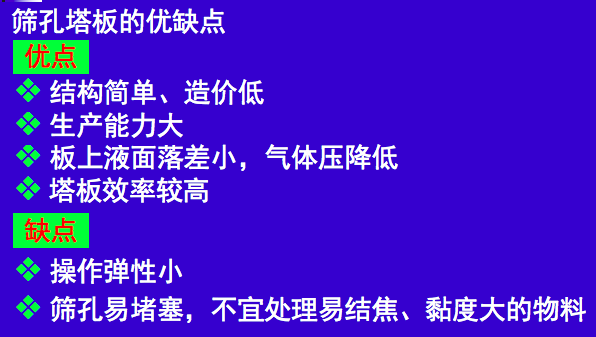 筛孔塔板的优缺点
优点
结构简单、造价低
生产能力大
板上液面落差小，气体压降低
塔板效率较高
缺点
操作弹性小
筛孔易堵塞，不宜处理易结焦、黏度大的物料